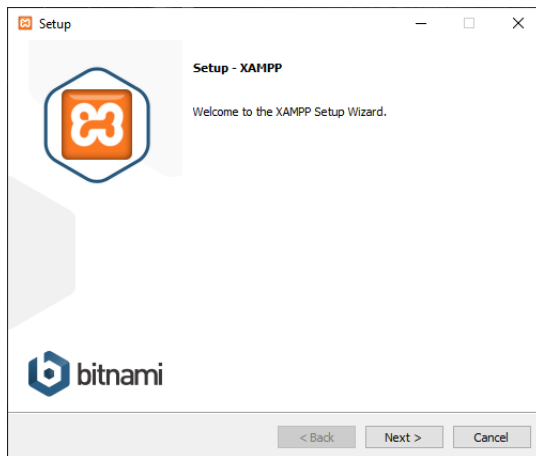 Setup
Setup - XAMPP
Welcome to the XAMPP Setup Wizard.
bitnami
< Back
Next >
Cancel